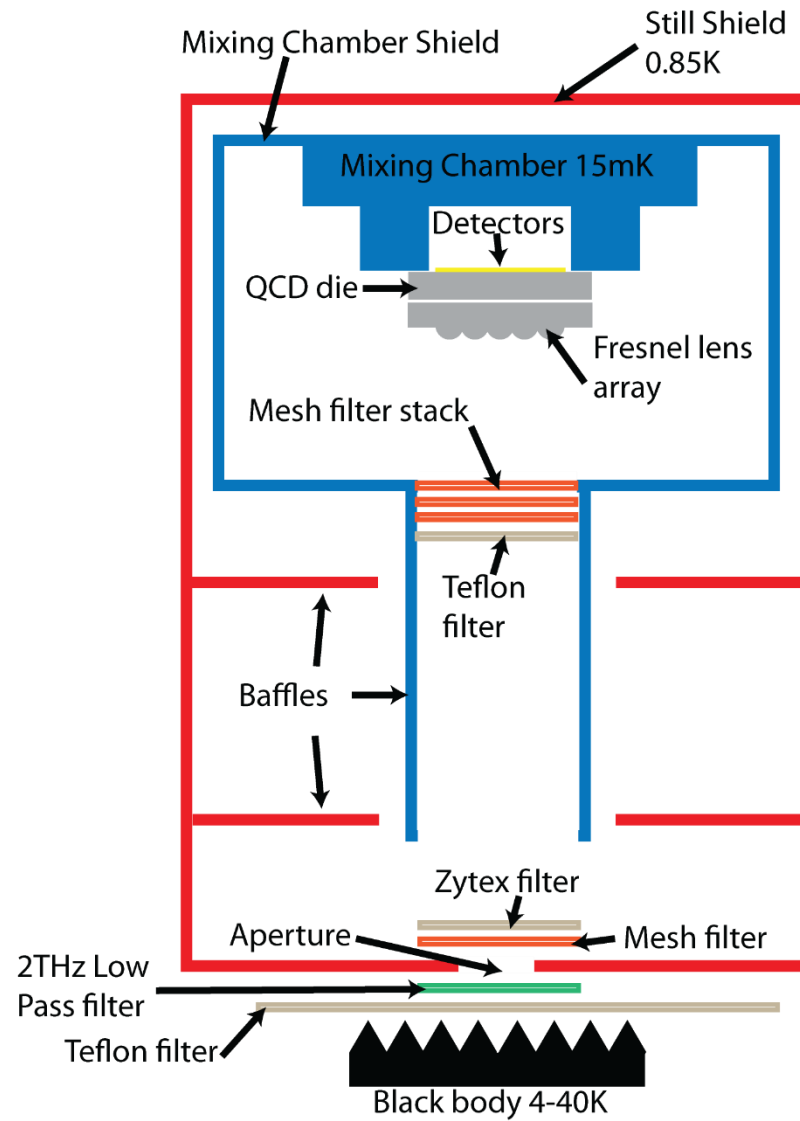 Mixing Chamber Shield
Still Shield
0.85K
Mixing Chamber 15mK
Detectors
QCD die
Fresnel lens
array
Mesh filter stack
Teflon
filter
Baffles
Zytex filter
Aperture
Mesh filter
2THz Low
Pass filter
Teflon filter
Black body 4-40K